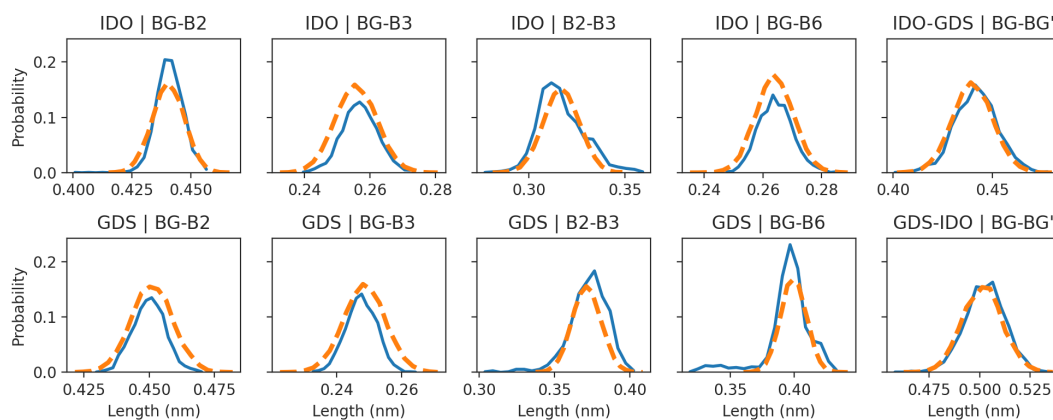 IDO | BG-B2
IDO | BG-B3
IDO | B2-B3
IDO | BG-B6
IDO-GDS | BG-BG'
Probability
0.2
0.1
0.0
0.400 0.425 0.450
0.24 0.26 0.28
0.30 0.35
0.24 0.26 0.28
0.40 0.45
GDS | BG-B2
GDS | BG-B3
GDS | B2-B3
GDS | BG-B6
GDS-IDO | BG-BG'
Probability
0.2
0.1
0.0
0.425 0.450 0.475
0.24 0.26
0.30 0.35 0.40
0.35 0.40
0.475 0.500 0.525
Length (nm)
Length (nm)
Length (nm)
Length (nm)
Length (nm)